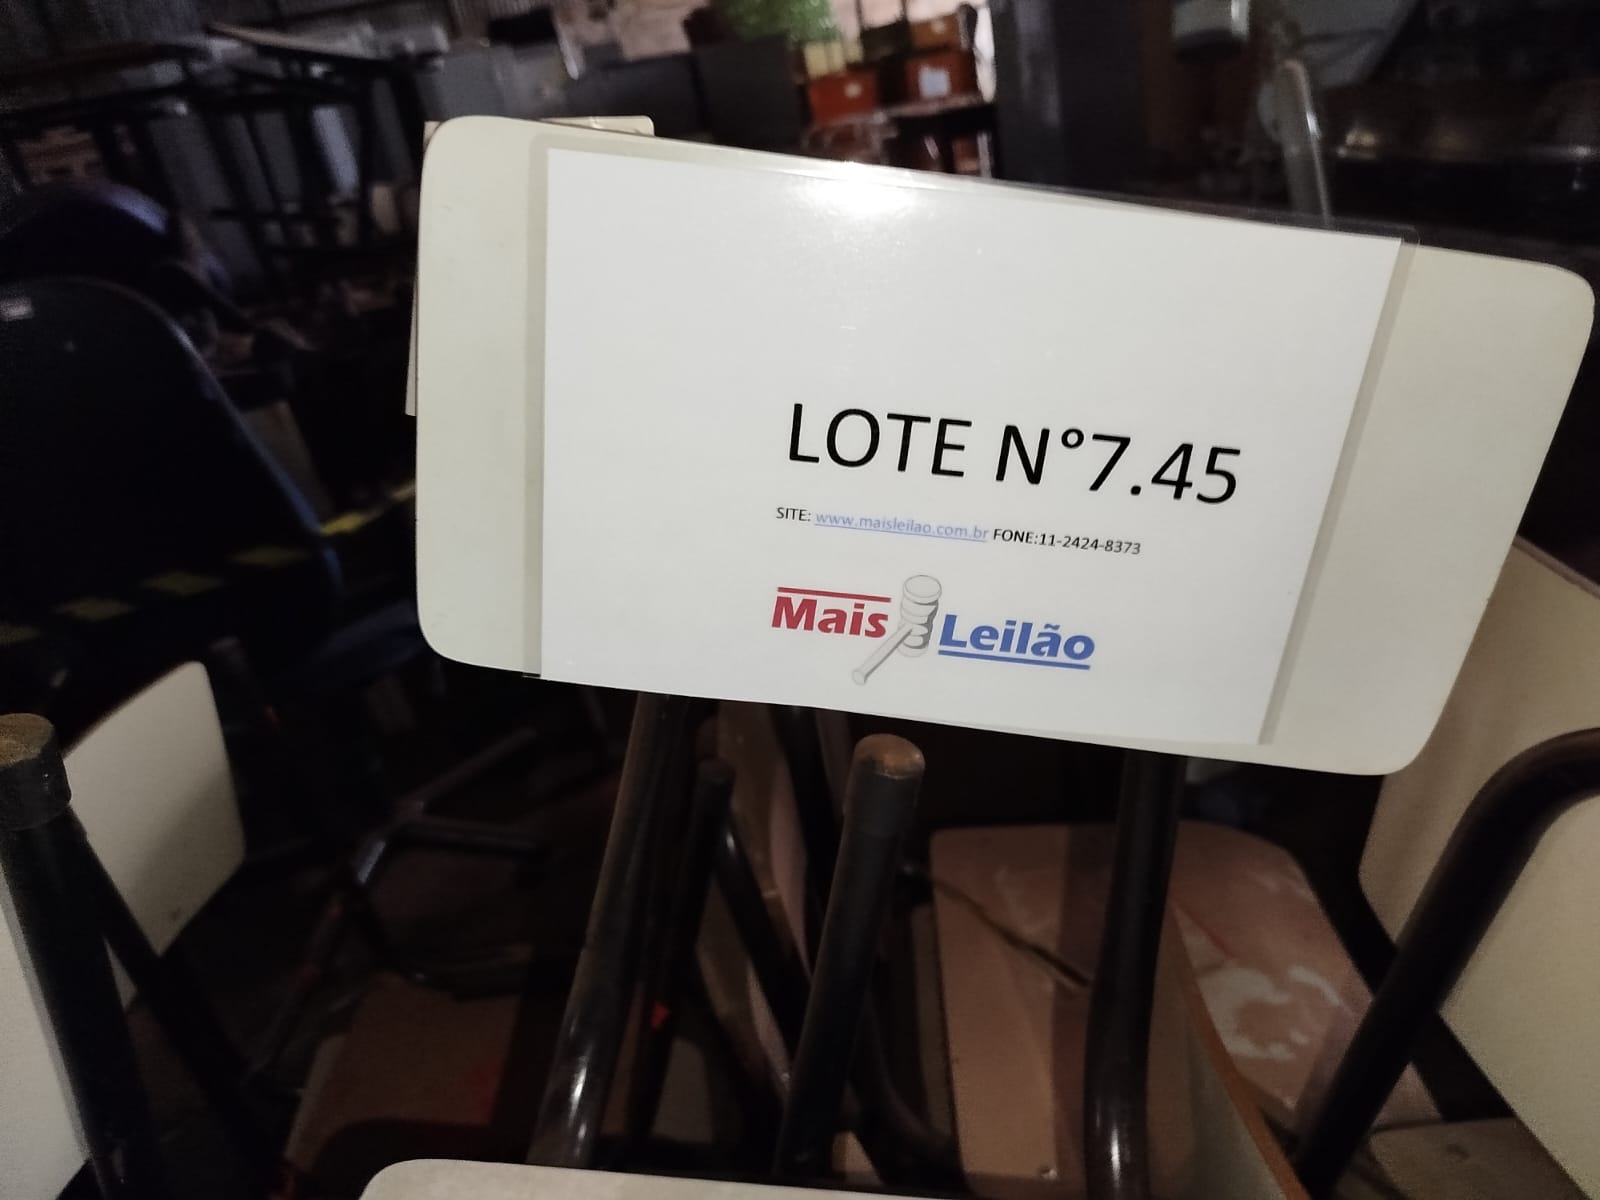 LOTE N°7.45
SITE: www.maisleilao.com.br FONE:11-2424-8373
Mais Leilão